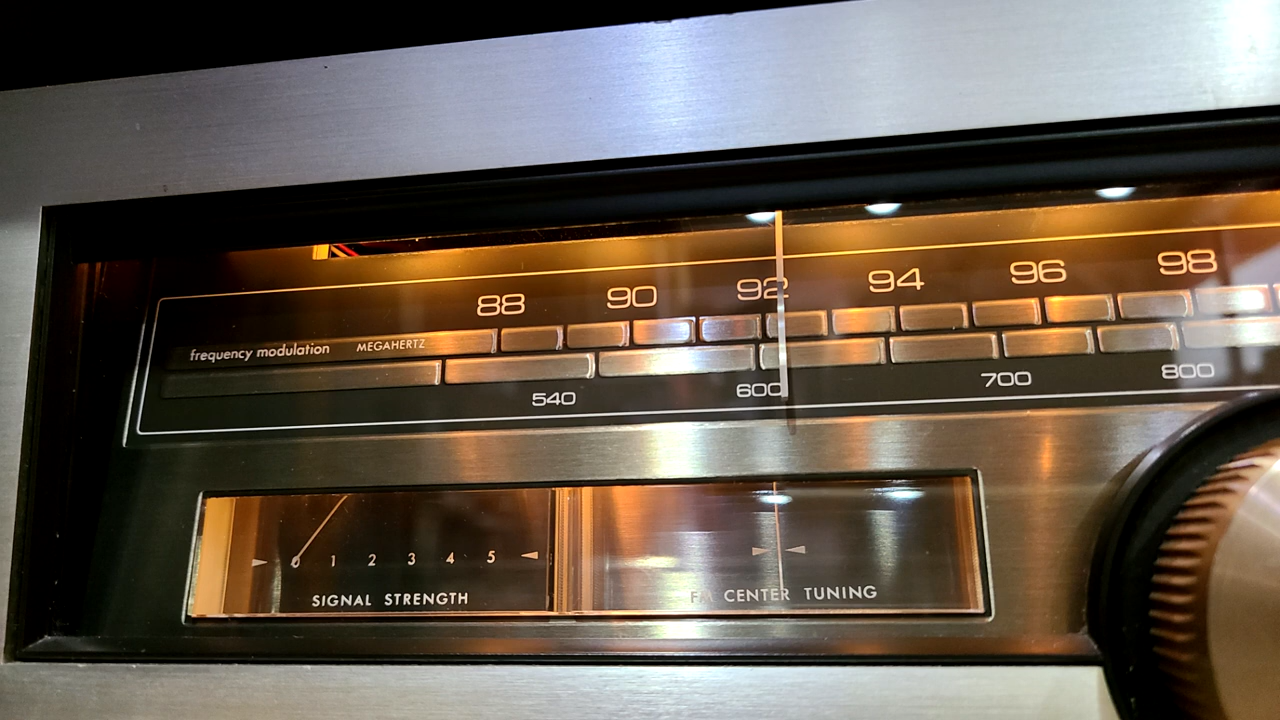 88 90 92 94 96 98
frequency modulation MEGAHERTZ
540 600 700 800
0 1 2 3 4 5
SIGNAL STRENGTH
FM CENTER TUNING